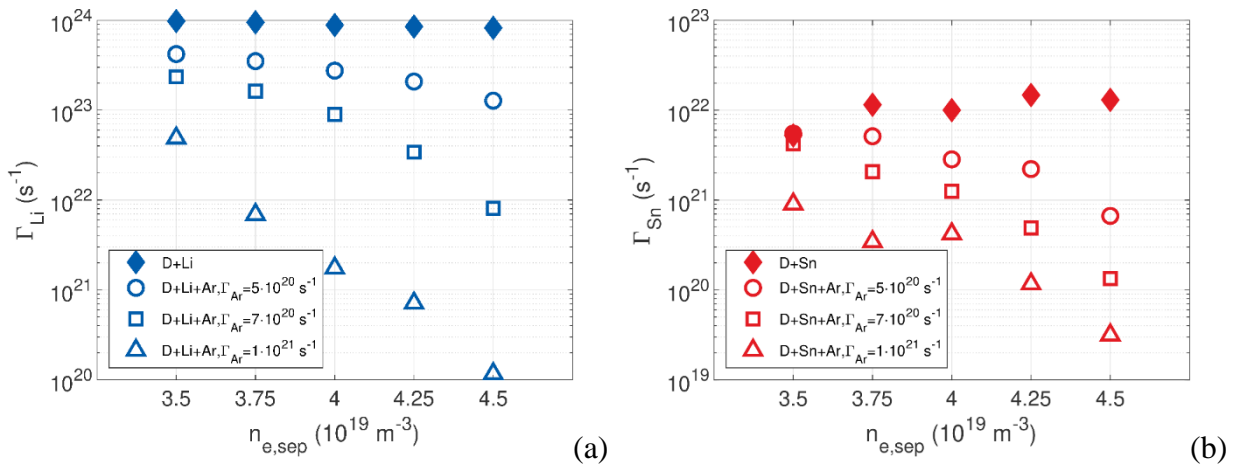 10^24
10^23
10^22
10^21
10^20
Γ_Li (s^-1)
D+Li
D+Li+Ar,Γ_Ar=5·10^20 s^-1
D+Li+Ar,Γ_Ar=7·10^20 s^-1
D+Li+Ar,Γ_Ar=1·10^21 s^-1
3.5 3.75 4 4.25 4.5
n_e,sep (10^19 m^-3)
(a)
10^23
10^22
10^21
10^20
10^19
Γ_Sn (s^-1)
D+Sn
D+Sn+Ar,Γ_Ar=5·10^20 s^-1
D+Sn+Ar,Γ_Ar=7·10^20 s^-1
D+Sn+Ar,Γ_Ar=1·10^21 s^-1
3.5 3.75 4 4.25 4.5
n_e,sep (10^19 m^-3)
(b)